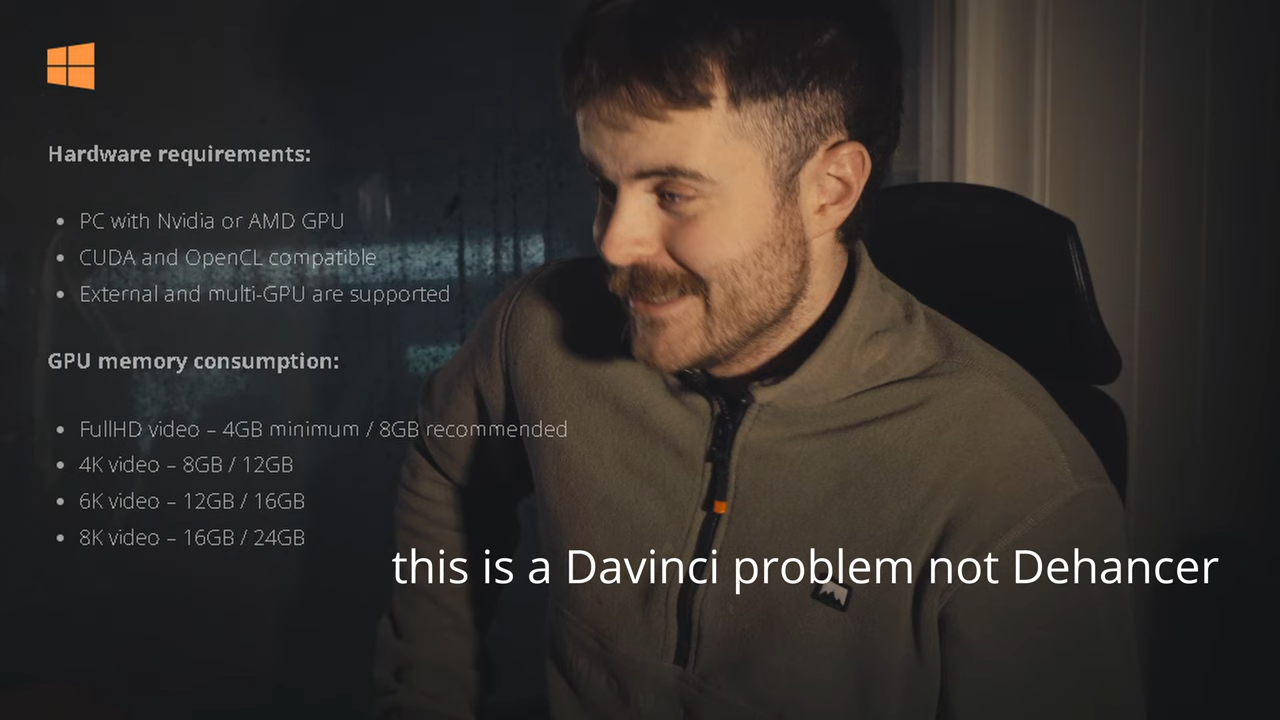 Hardware requirements:
• PC with Nvidia or AMD GPU
• CUDA and OpenCL compatible
• External and multi-GPU are supported
GPU memory consumption:
• FullHD video – 4GB minimum / 8GB recommended
• 4K video – 8GB / 12GB
• 6K video – 12GB / 16GB
• 8K video – 16GB / 24GB
this is a Davinci problem not Dehancer